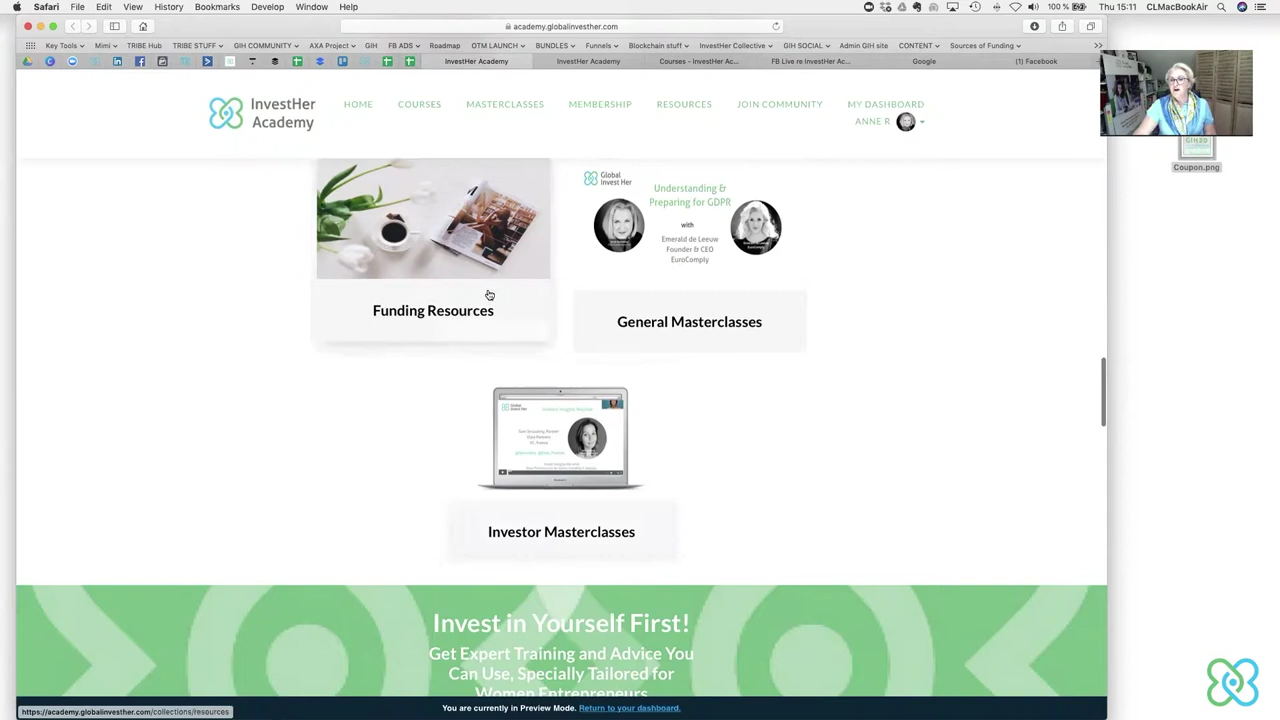 Safari File Edit View History Bookmarks Develop Window Help
100 % Thu 15:11 CLMacBookAir
academy.globalinvesther.com
Key Tools Mimi TRIBE Hub TRIBE STUFF GIH COMMUNITY AXA Project GIH FB ADS Roadmap OTM LAUNCH BUNDLES Funnels Blockchain stuff InvestHer Collective GIH SOCIAL Admin GIH site CONTENT Sources of Funding
InvestHer Academy InvestHer Academy Courses - InvestHer Ac... FB Live re InvestHer Ac... Google (1) Facebook
InvestHer
Academy
HOME COURSES MASTERCLASSES MEMBERSHIP RESOURCES JOIN COMMUNITY MY DASHBOARD
ANNE R
Coupon.png
Global
Invest Her
Understanding &
Preparing for GDPR
with
Emerald de Leeuw
Founder & CEO
EuroComply
Funding Resources
General Masterclasses
Global
Invest Her
Investor Masterclasses
Invest in Yourself First!
Get Expert Training and Advice You
Can Use, Specially Tailored for
Women Entrepreneurs
You are currently in Preview Mode. Return to your dashboard.
https://academy.globalinvesther.com/collections/resources